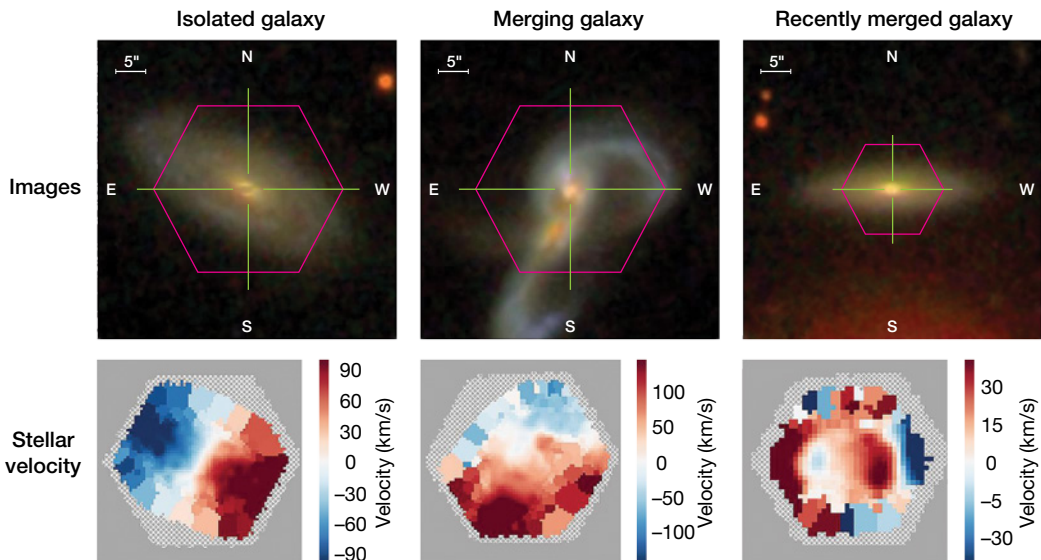 Isolated galaxy
Merging galaxy
Recently merged galaxy
Images
5"
N
E
W
S
5"
N
E
W
S
5"
N
E
W
S
Stellar
velocity
90
60
30
0
−30
−60
−90
Velocity (km/s)
100
50
0
−50
−100
Velocity (km/s)
30
15
0
−5
−30
Velocity (km/s)